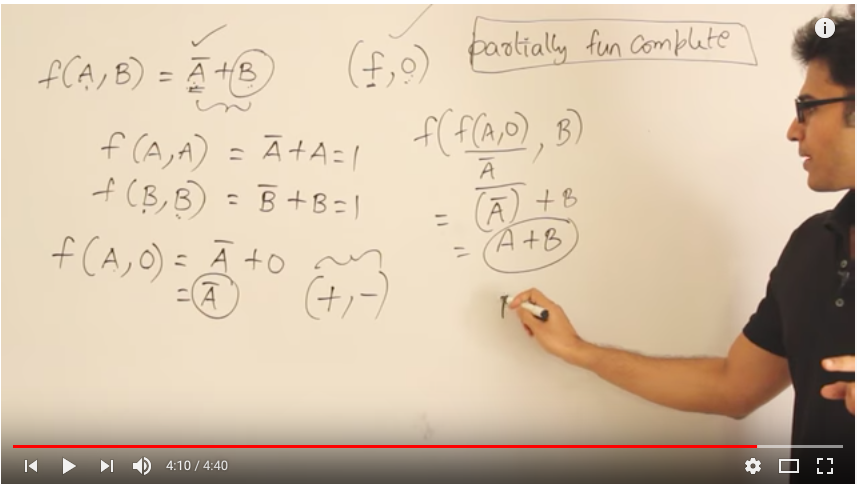 f(A, B) = A̅ + B
(f, 0)
partially fun complete
f(A,A) = A̅ + A = 1
f(B, B) = B̅ + B = 1
f(A, 0) = A̅ + 0
= A̅
(+, -)
f(f(A,0), B)
A̅
= (A̅)̅ + B
= A + B
4:10 / 4:40